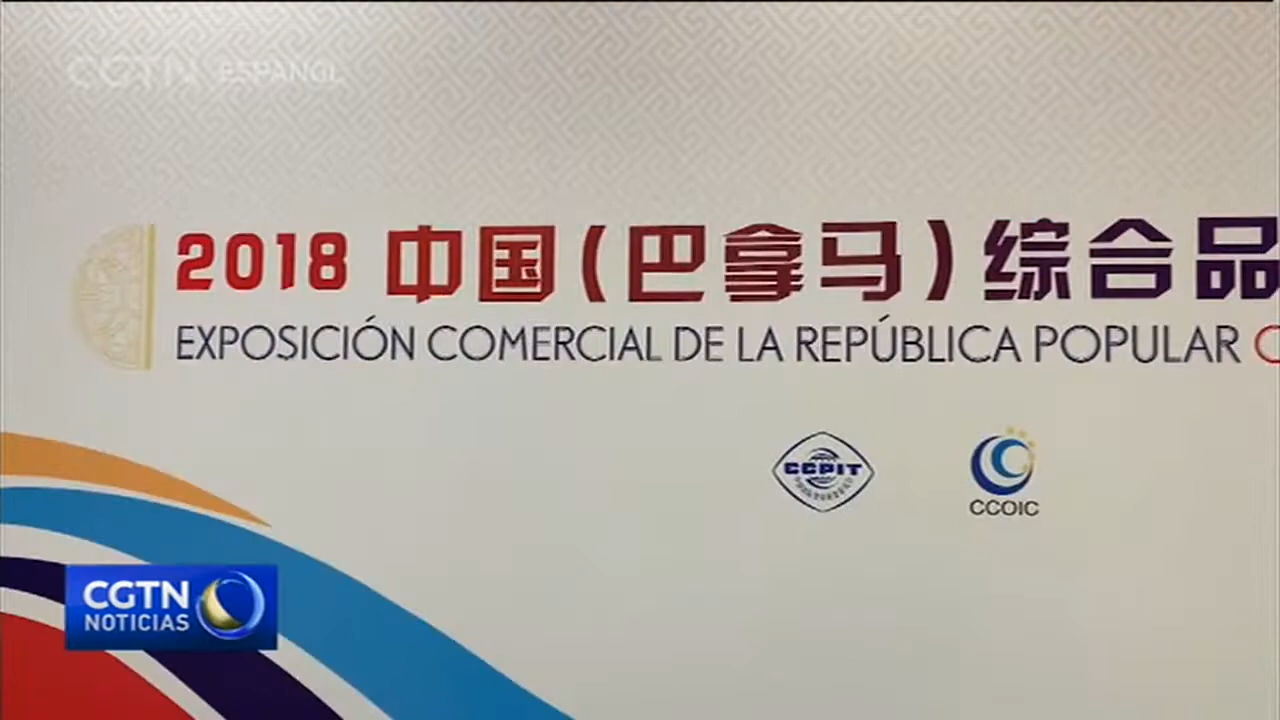 CGTN ESPAÑOL
2018 中国(巴拿马)综合品
EXPOSICIÓN COMERCIAL DE LA REPÚBLICA POPULAR
CCPIT
CCOIC
CGTN
NOTICIAS